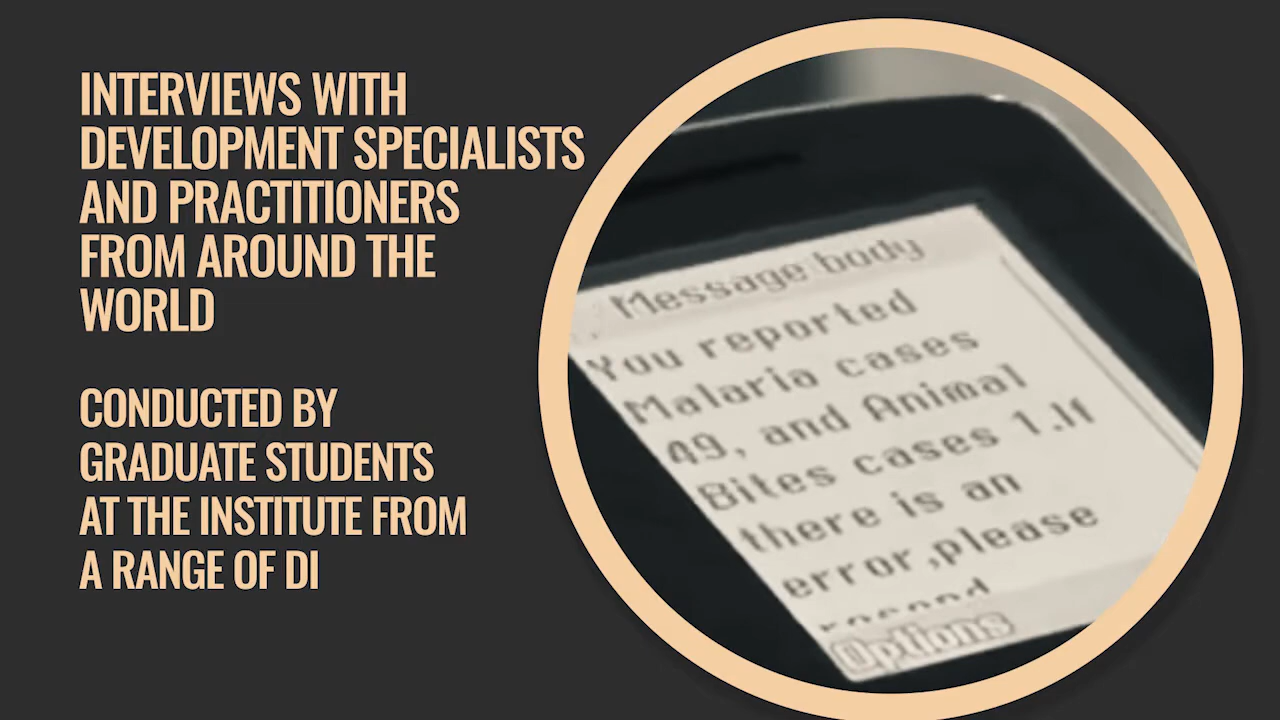 INTERVIEWS WITH
DEVELOPMENT SPECIALISTS
AND PRACTITIONERS
FROM AROUND THE
WORLD
CONDUCTED BY
GRADUATE STUDENTS
AT THE INSTITUTE FROM
A RANGE OF DI
Message body
You reported
Malaria cases
49, and Animal
Bites cases 1.If
there is an
error,please
Options